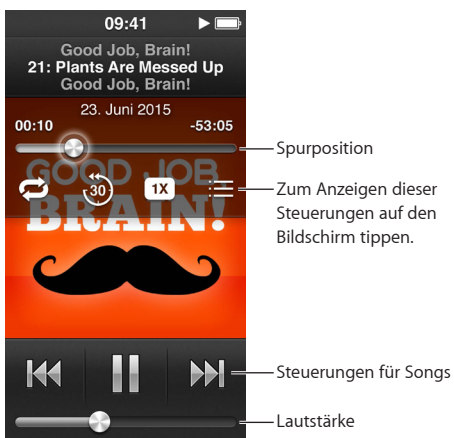 09:41
Good Job, Brain!
21: Plants Are Messed Up
Good Job, Brain!
23. Juni 2015
00:10
-53:05
Spurposition
30
1X
Zum Anzeigen dieser
Steuerungen auf den
Bildschirm tippen.
GOOD JOB
BRAIN!
Steuerungen für Songs
Lautstärke